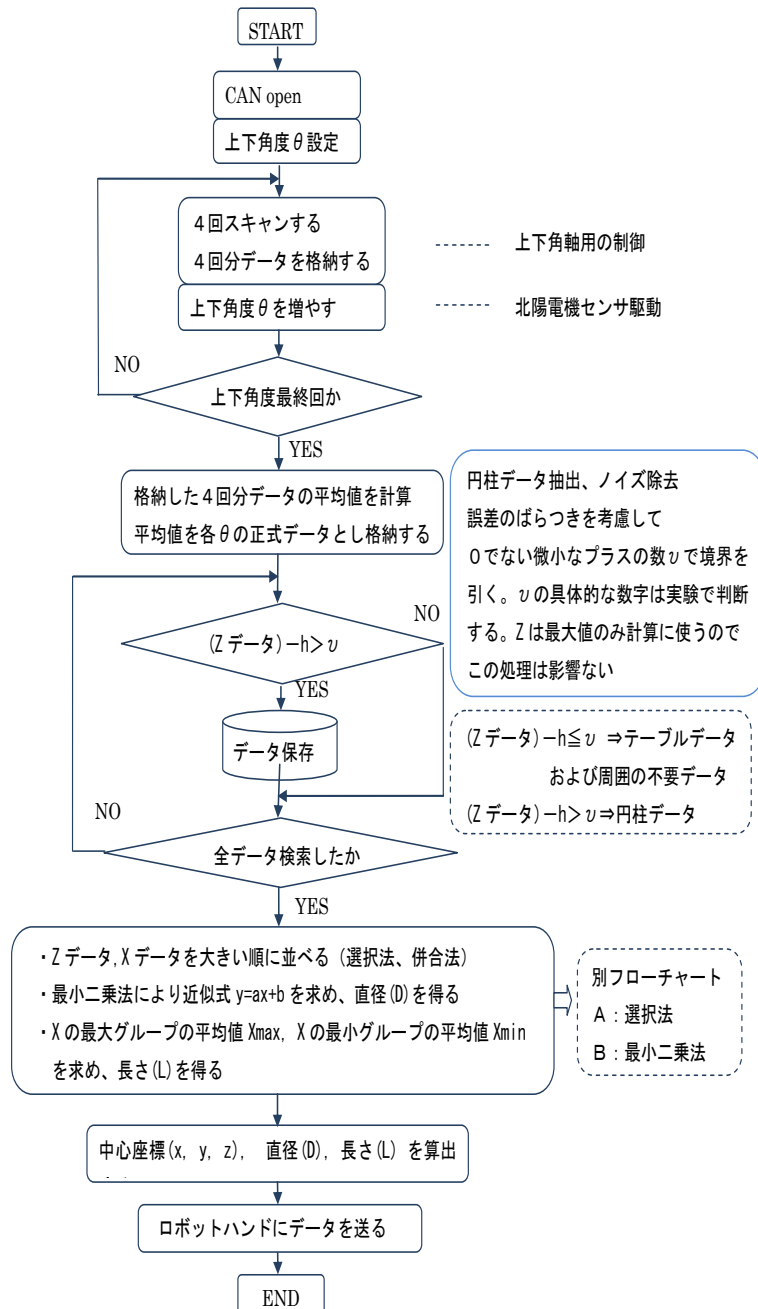 START
CAN open
上下角度θ設定
４回スキャンする
４回分データを格納する
上下角軸用の制御
上下角度θを増やす
北陽電機センサ駆動
NO
上下角度最終回か
YES
格納した４回分データの平均値を計算
平均値を各θの正式データとし格納する
円柱データ抽出、ノイズ除去
誤差のばらつきを考慮して
０でない微小なプラスの数υで境界を
引く。υの具体的な数字は実験で判断
する。Zは最大値のみ計算に使うので
この処理は影響ない
NO
(Zデータ)－h＞υ
YES
データ保存
(Zデータ)－h≦υ ⇒テーブルデータ
および周囲の不要データ
(Zデータ)－h＞υ⇒円柱データ
NO
全データ検索したか
YES
・Zデータ,Xデータを大きい順に並べる（選択法、併合法）
・最小二乗法により近似式 y=ax+b を求め、直径(D)を得る
・Xの最大グループの平均値 Xmax, Xの最小グループの平均値 Xmin
を求め、長さ(L)を得る
別フローチャート
Ａ：選択法
Ｂ：最小二乗法
中心座標(x, y, z), 直径(D), 長さ(L) を算出
ロボットハンドにデータを送る
END